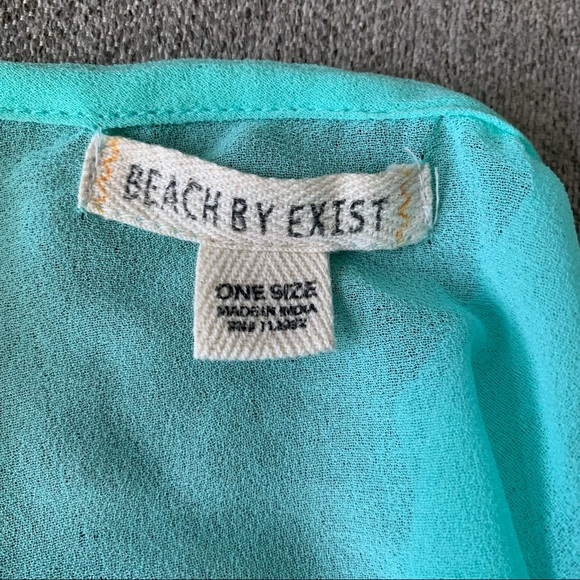 BEACH BY EXIST
ONE SIZE
MADE IN INDIA